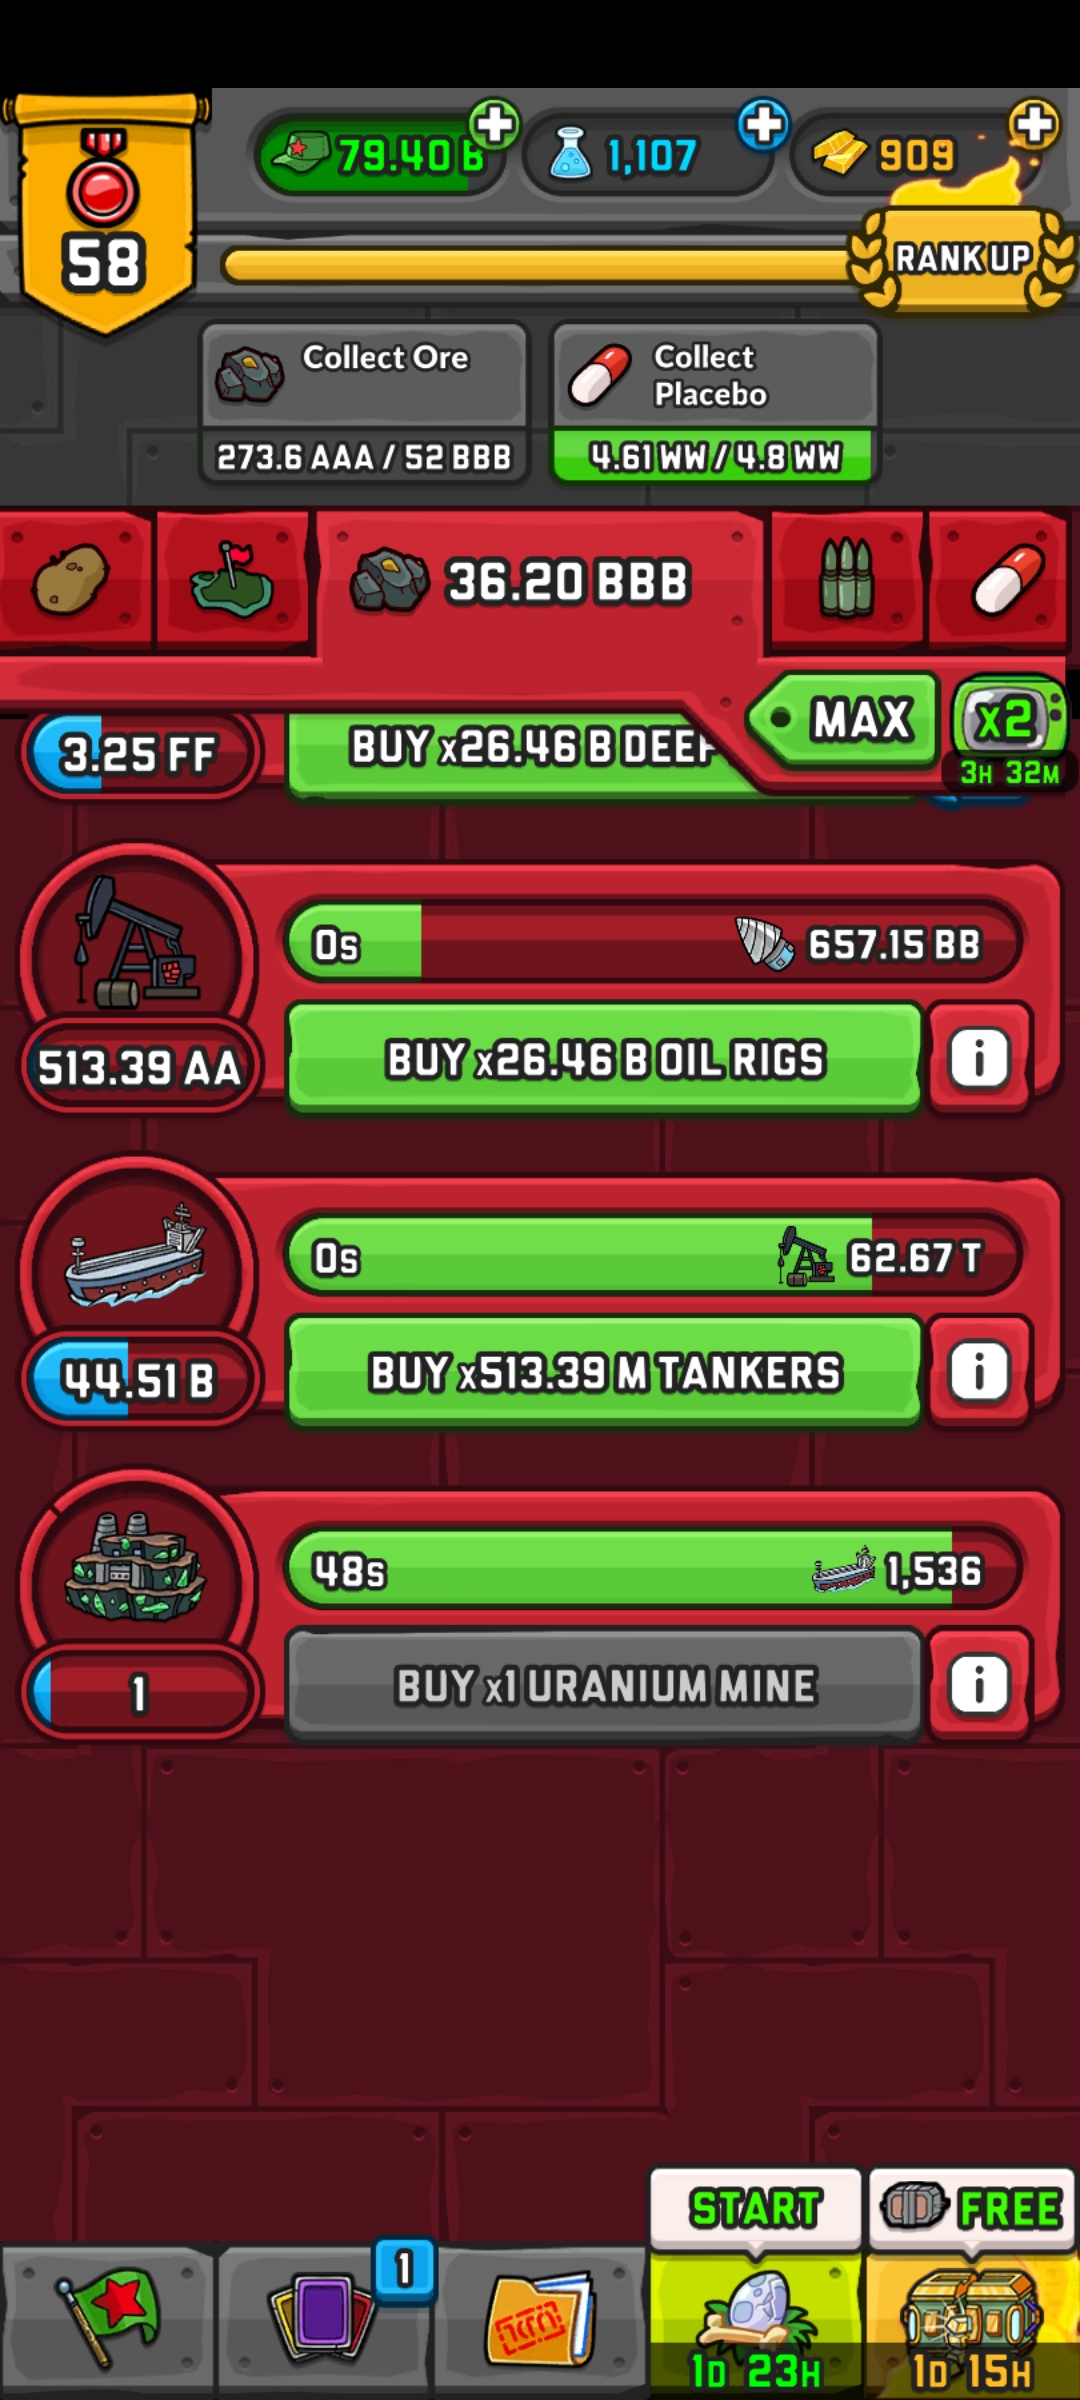 79.40 B
1,107
909
58
RANK UP
Collect Ore
273.6 AAA / 52 BBB
Collect
Placebo
4.61 WW / 4.8 WW
36.20 BBB
MAX
x2
3H 32M
3.25 FF
BUY x26.46 B DEEP
0s
657.15 BB
513.39 AA
BUY x26.46 B OIL RIGS
i
0s
62.67 T
44.51 B
BUY x513.39 M TANKERS
i
48s
1,536
1
BUY x1 URANIUM MINE
i
START
FREE
1
1D 23H
1D 15H